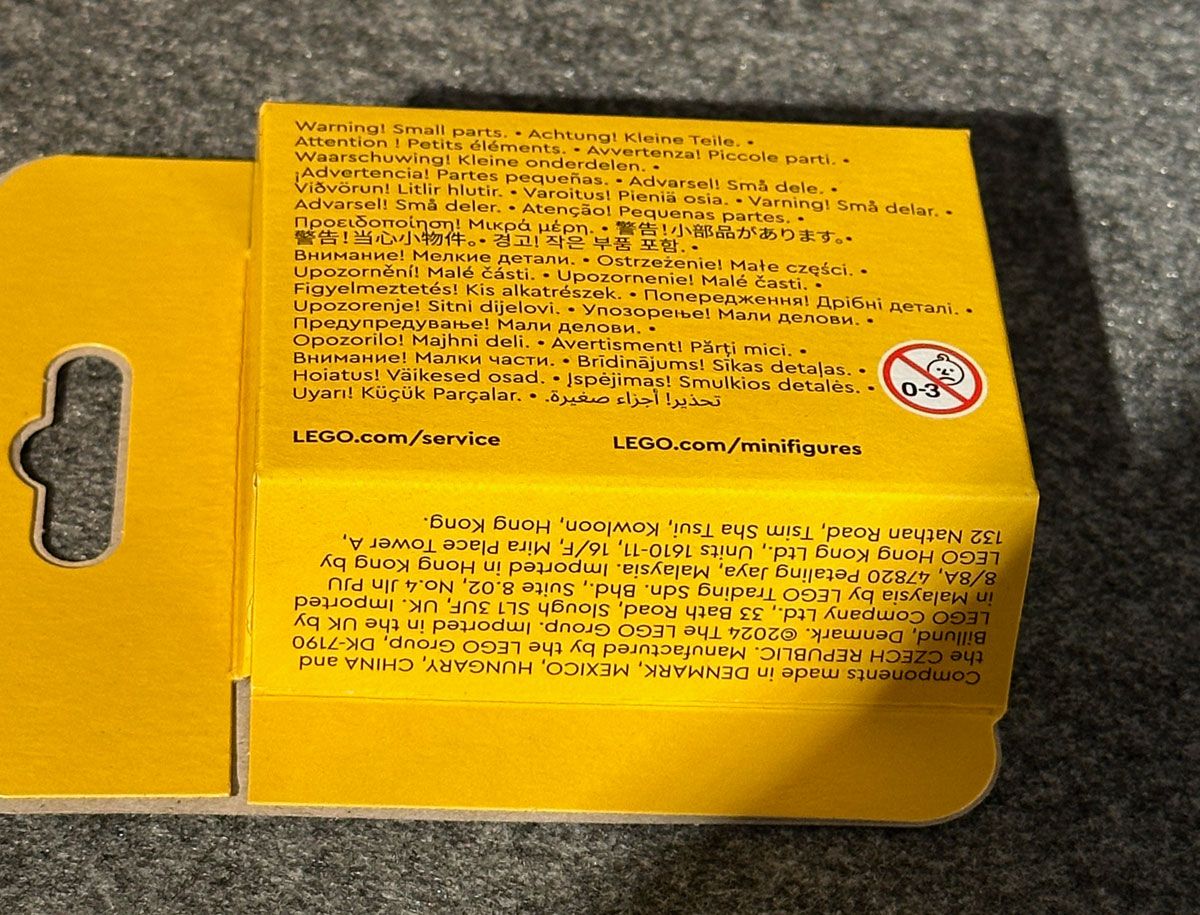 Warning! Small parts. • Achtung! Kleine Teile. •
Attention ! Petits éléments. • Avvertenza! Piccole parti. •
Waarschuwing! Kleine onderdelen. •
¡Advertencia! Partes pequeñas. • Advarsel! Små dele. •
Viðvörun! Litlir hlutir. • Varoitus! Pieniä osia. • Varning! Små delar. •
Advarsel! Små deler. • Atenção! Pequenas partes. •
Προειδοποίηση! Μικρά μέρη. • 警告！小部品があります。•
警告！当心小物件。• 경고! 작은 부품 포함. •
Внимание! Мелкие детали. • Ostrzeżenie! Małe części. •
Upozornění! Malé části. • Upozornenie! Malé časti. •
Figyelmeztetés! Kis alkatrészek. • Попередження! Дрібні деталі. •
Upozorenje! Sitni dijelovi. • Упозорење! Мали делови. •
Предупредување! Мали делови. •
Opozorilo! Majhni deli. • Avertisment! Părți mici. •
Внимание! Малки части. • Brīdinājums! Sīkas detaļas. •
Hoiatus! Väikesed osad. • Įspėjimas! Smulkios detalės. •
Uyarı! Küçük Parçalar. • تحذير! أجزاء صغيرة.
0-3
LEGO.com/service LEGO.com/minifigures
Components made in DENMARK, MEXICO, HUNGARY, CHINA and
the CZECH REPUBLIC. Manufactured by the LEGO Group, DK-7190
Billund, Denmark. ©2024 The LEGO Group. Imported in the UK by
LEGO Company Ltd., 33 Bath Road, Slough SL1 3UF, UK. Imported
in Malaysia by LEGO Trading Sdn. Bhd., Suite 8.02, No.4 Jln PJU
8/8A, 47820 Petaling Jaya, Malaysia. Imported in Hong Kong by
LEGO Hong Kong Ltd., Units 1610-11, 16/F, Mira Place Tower A,
132 Nathan Road, Tsim Sha Tsui, Kowloon, Hong Kong.